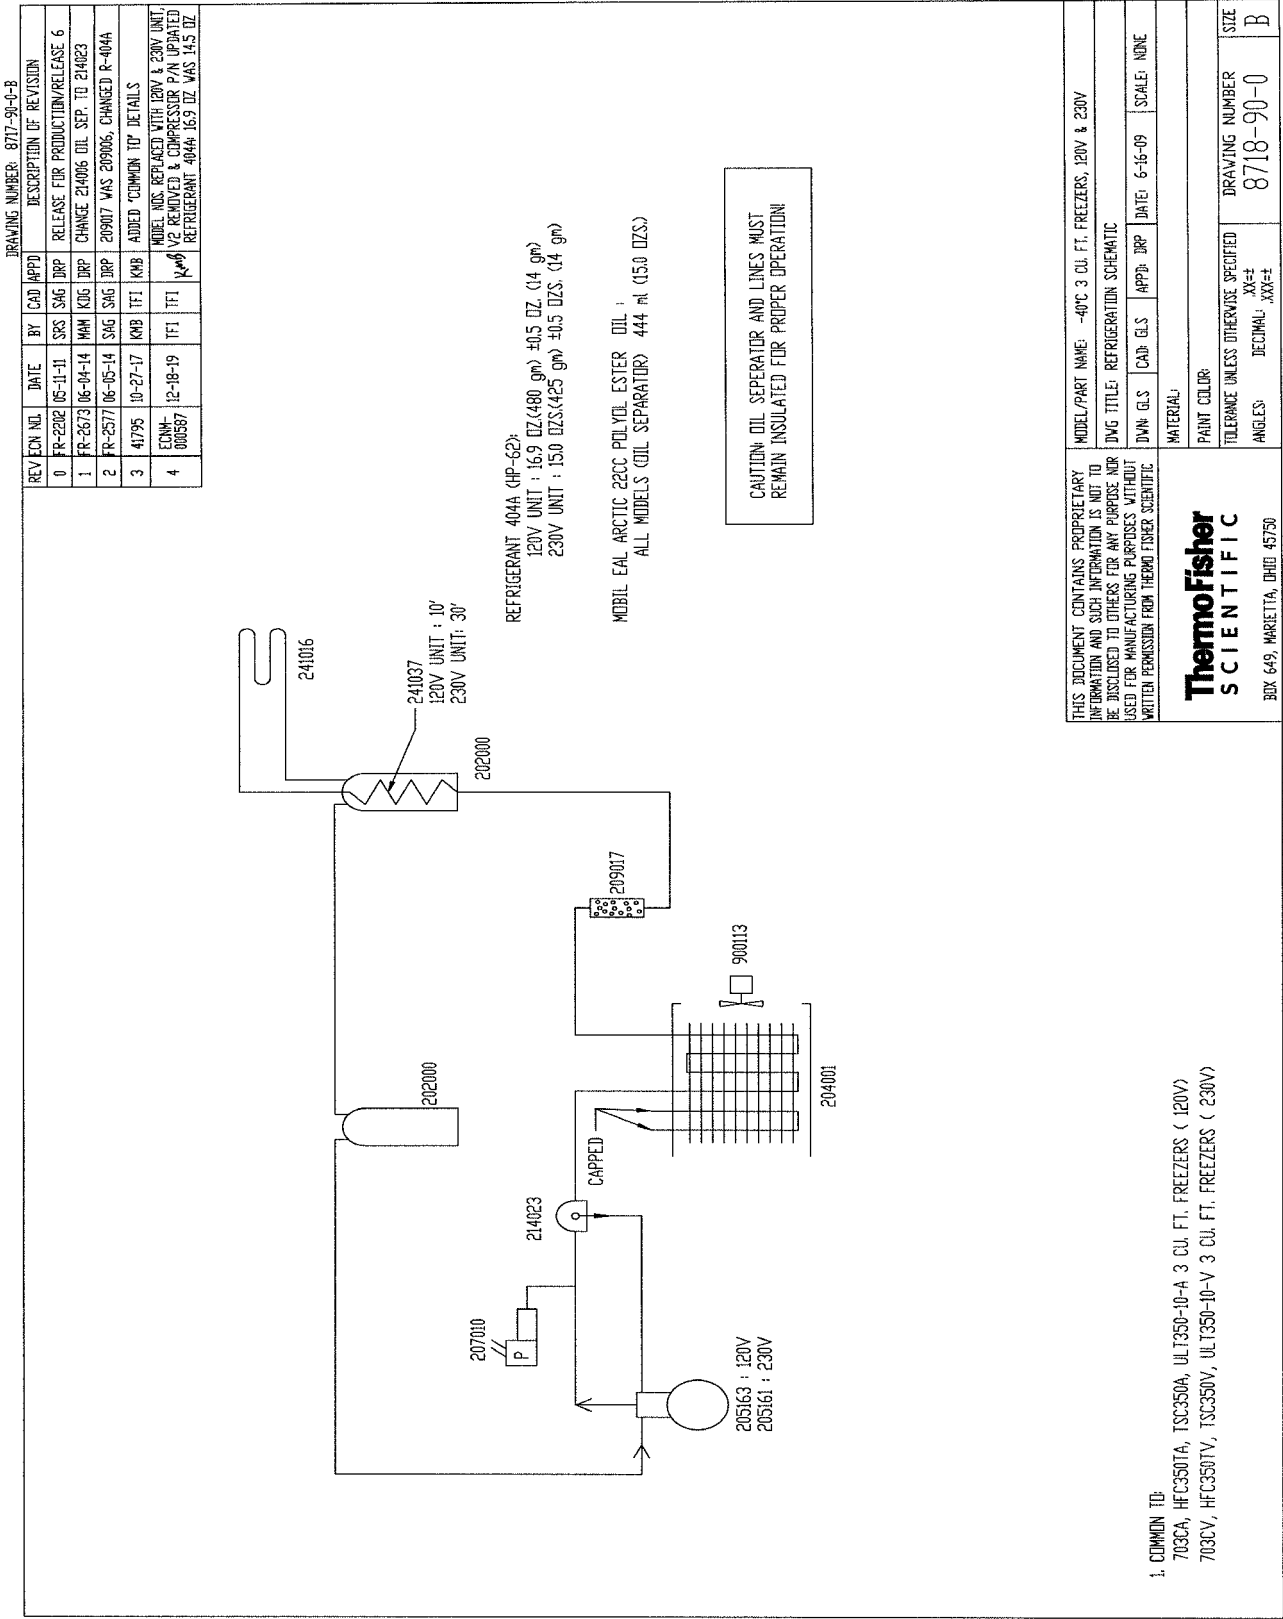 DRAWING NUMBER: 8717-90-0-B
REV ECN NO. DATE BY CAD APPD DESCRIPTION OF REVISION
0 FR-2202 05-11-11 SRS SAG DRP RELEASE FOR PRODUCTION/RELEASE 6
1 FR-2673 06-04-14 MAM KDG DRP CHANGE 214006 OIL SEP. TO 214023
2 FR-2577 06-05-14 SAG SAG DRP 209017 WAS 209006, CHANGED R-404A
3 41795 10-27-17 KMB TFI KMB ADDED "COMMON TO" DETAILS
4 ECNM-000587 12-18-19 TFI TFI KMB MODEL NOS. REPLACED WITH 120V & 230V UNIT,
V2 REMOVED & COMPRESSOR P/N UPDATED
REFRIGERANT 404A: 16.9 OZ WAS 14.5 OZ
241016
241037
120V UNIT : 10'
230V UNIT: 30'
202000
202000
209017
900113
204001
CAPPED
214023
207010
P
205163 : 120V
205161 : 230V
REFRIGERANT 404A (HP-62):
120V UNIT : 16.9 OZ.(480 gm) ±0.5 OZ. (14 gm)
230V UNIT : 15.0 OZS.(425 gm) ±0.5 OZS. (14 gm)
MOBIL EAL ARCTIC 22CC POLYOL ESTER OIL :
ALL MODELS (OIL SEPARATOR) 444 ml (15.0 OZS.)
CAUTION: OIL SEPERATOR AND LINES MUST
REMAIN INSULATED FOR PROPER OPERATION!
1. COMMON TO:
703CA, HFC350TA, TSC350A, ULT350-10-A 3 CU. FT. FREEZERS ( 120V)
703CV, HFC350TV, TSC350V, ULT350-10-V 3 CU. FT. FREEZERS ( 230V)
THIS DOCUMENT CONTAINS PROPRIETARY
INFORMATION AND SUCH INFORMATION IS NOT TO
BE DISCLOSED TO OTHERS FOR ANY PURPOSE NOR
USED FOR MANUFACTURING PURPOSES WITHOUT
WRITTEN PERMISSION FROM THERMO FISHER SCIENTIFIC
ThermoFisher
SCIENTIFIC
BOX 649, MARIETTA, OHIO 45750
MODEL/PART NAME: -40°C 3 CU. FT. FREEZERS, 120V & 230V
DWG TITLE: REFRIGERATION SCHEMATIC
DWN: GLS CAD: GLS APPD: DRP DATE: 6-16-09 SCALE: NONE
MATERIAL:
PAINT COLOR:
TOLERANCE UNLESS OTHERWISE SPECIFIED
ANGLES: DECIMAL: .XX=±
.XXX=±
DRAWING NUMBER
8718-90-0
SIZE
B